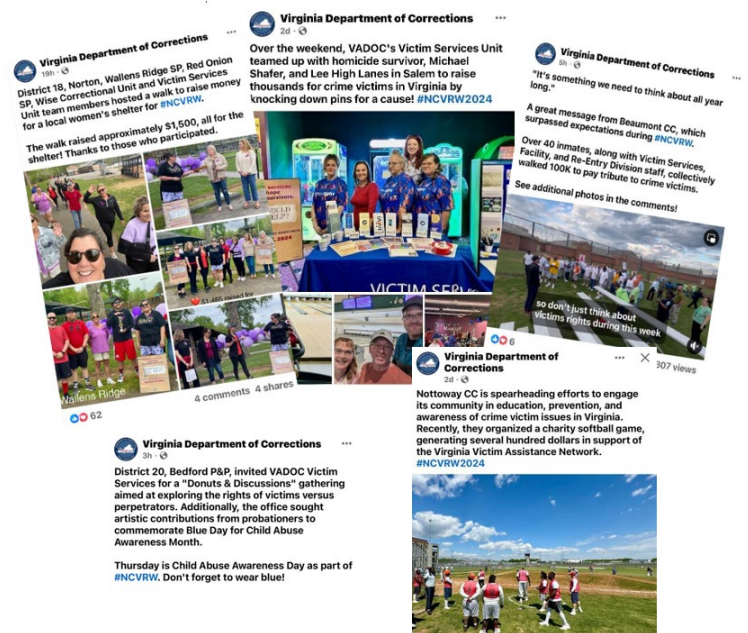 Virginia Department of Corrections
19h
District 18, Norton, Wallens Ridge SP, Red Onion
SP, Wise Correctional Unit and Victim Services
Unit team members hosted a walk to raise money
for a local women's shelter for #NCVRW.
The walk raised approximately $1,500, all for the
shelter! Thanks to those who participated.
$1,465 raised for
Wallens Ridge
62
4 comments 4 shares
Virginia Department of Corrections
2d
Over the weekend, VADOC's Victim Services Unit
teamed up with homicide survivor, Michael
Shafer, and Lee High Lanes in Salem to raise
thousands for crime victims in Virginia by
knocking down pins for a cause! #NCVRW2024
services
hope
survivors.
HELP?
2024
VICTIM SERV
Virginia Department of Corrections
5h
"It's something we need to think about all year
long."
A great message from Beaumont CC, which
surpassed expectations during #NCVRW.
Over 40 inmates, along with Victim Services,
Facility, and Re-Entry Division staff, collectively
walked 100K to pay tribute to crime victims.
See additional photos in the comments!
so don't just think about
victims rights during this week
6
307 views
Virginia Department of
Corrections
2d
Nottoway CC is spearheading efforts to engage
its community in education, prevention, and
awareness of crime victim issues in Virginia.
Recently, they organized a charity softball game,
generating several hundred dollars in support of
the Virginia Victim Assistance Network.
#NCVRW2024
Virginia Department of Corrections
3h
District 20, Bedford P&P, invited VADOC Victim
Services for a "Donuts & Discussions" gathering
aimed at exploring the rights of victims versus
perpetrators. Additionally, the office sought
artistic contributions from probationers to
commemorate Blue Day for Child Abuse
Awareness Month.
Thursday is Child Abuse Awareness Day as part of
#NCVRW. Don't forget to wear blue!